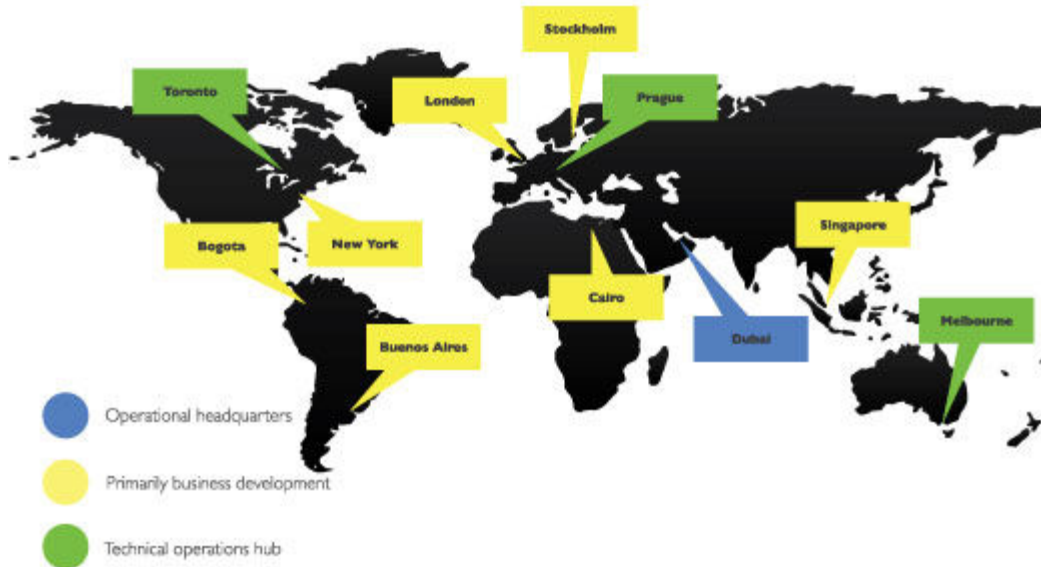 Stockholm
Toronto
London
Prague
Bogota
New York
Singapore
Cairo
Dubai
Melbourne
Buenos Aires
Operational headquarters
Primarily business development
Technical operations hub